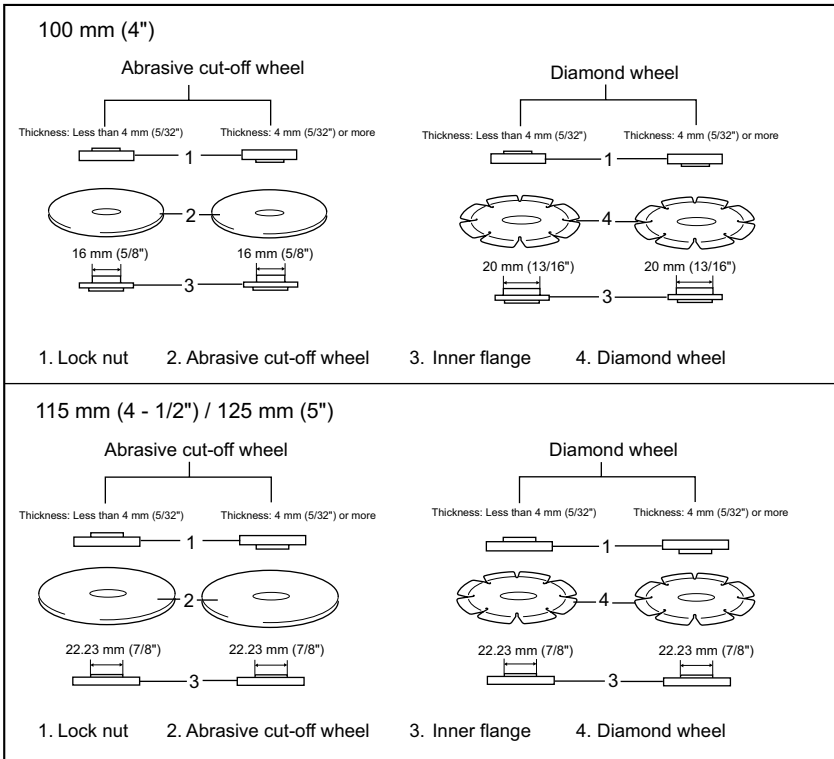 100 mm (4")
Abrasive cut-off wheel
Diamond wheel
Thickness: Less than 4 mm (5/32")
Thickness: 4 mm (5/32") or more
Thickness: Less than 4 mm (5/32")
Thickness: 4 mm (5/32") or more
1
1
2
4
16 mm (5/8")
16 mm (5/8")
20 mm (13/16")
20 mm (13/16")
3
3
1. Lock nut
2. Abrasive cut-off wheel
3. Inner flange
4. Diamond wheel
115 mm (4 - 1/2") / 125 mm (5")
Abrasive cut-off wheel
Diamond wheel
Thickness: Less than 4 mm (5/32")
Thickness: 4 mm (5/32") or more
Thickness: Less than 4 mm (5/32")
Thickness: 4 mm (5/32") or more
1
1
2
4
22.23 mm (7/8")
22.23 mm (7/8")
22.23 mm (7/8")
22.23 mm (7/8")
3
3
1. Lock nut
2. Abrasive cut-off wheel
3. Inner flange
4. Diamond wheel